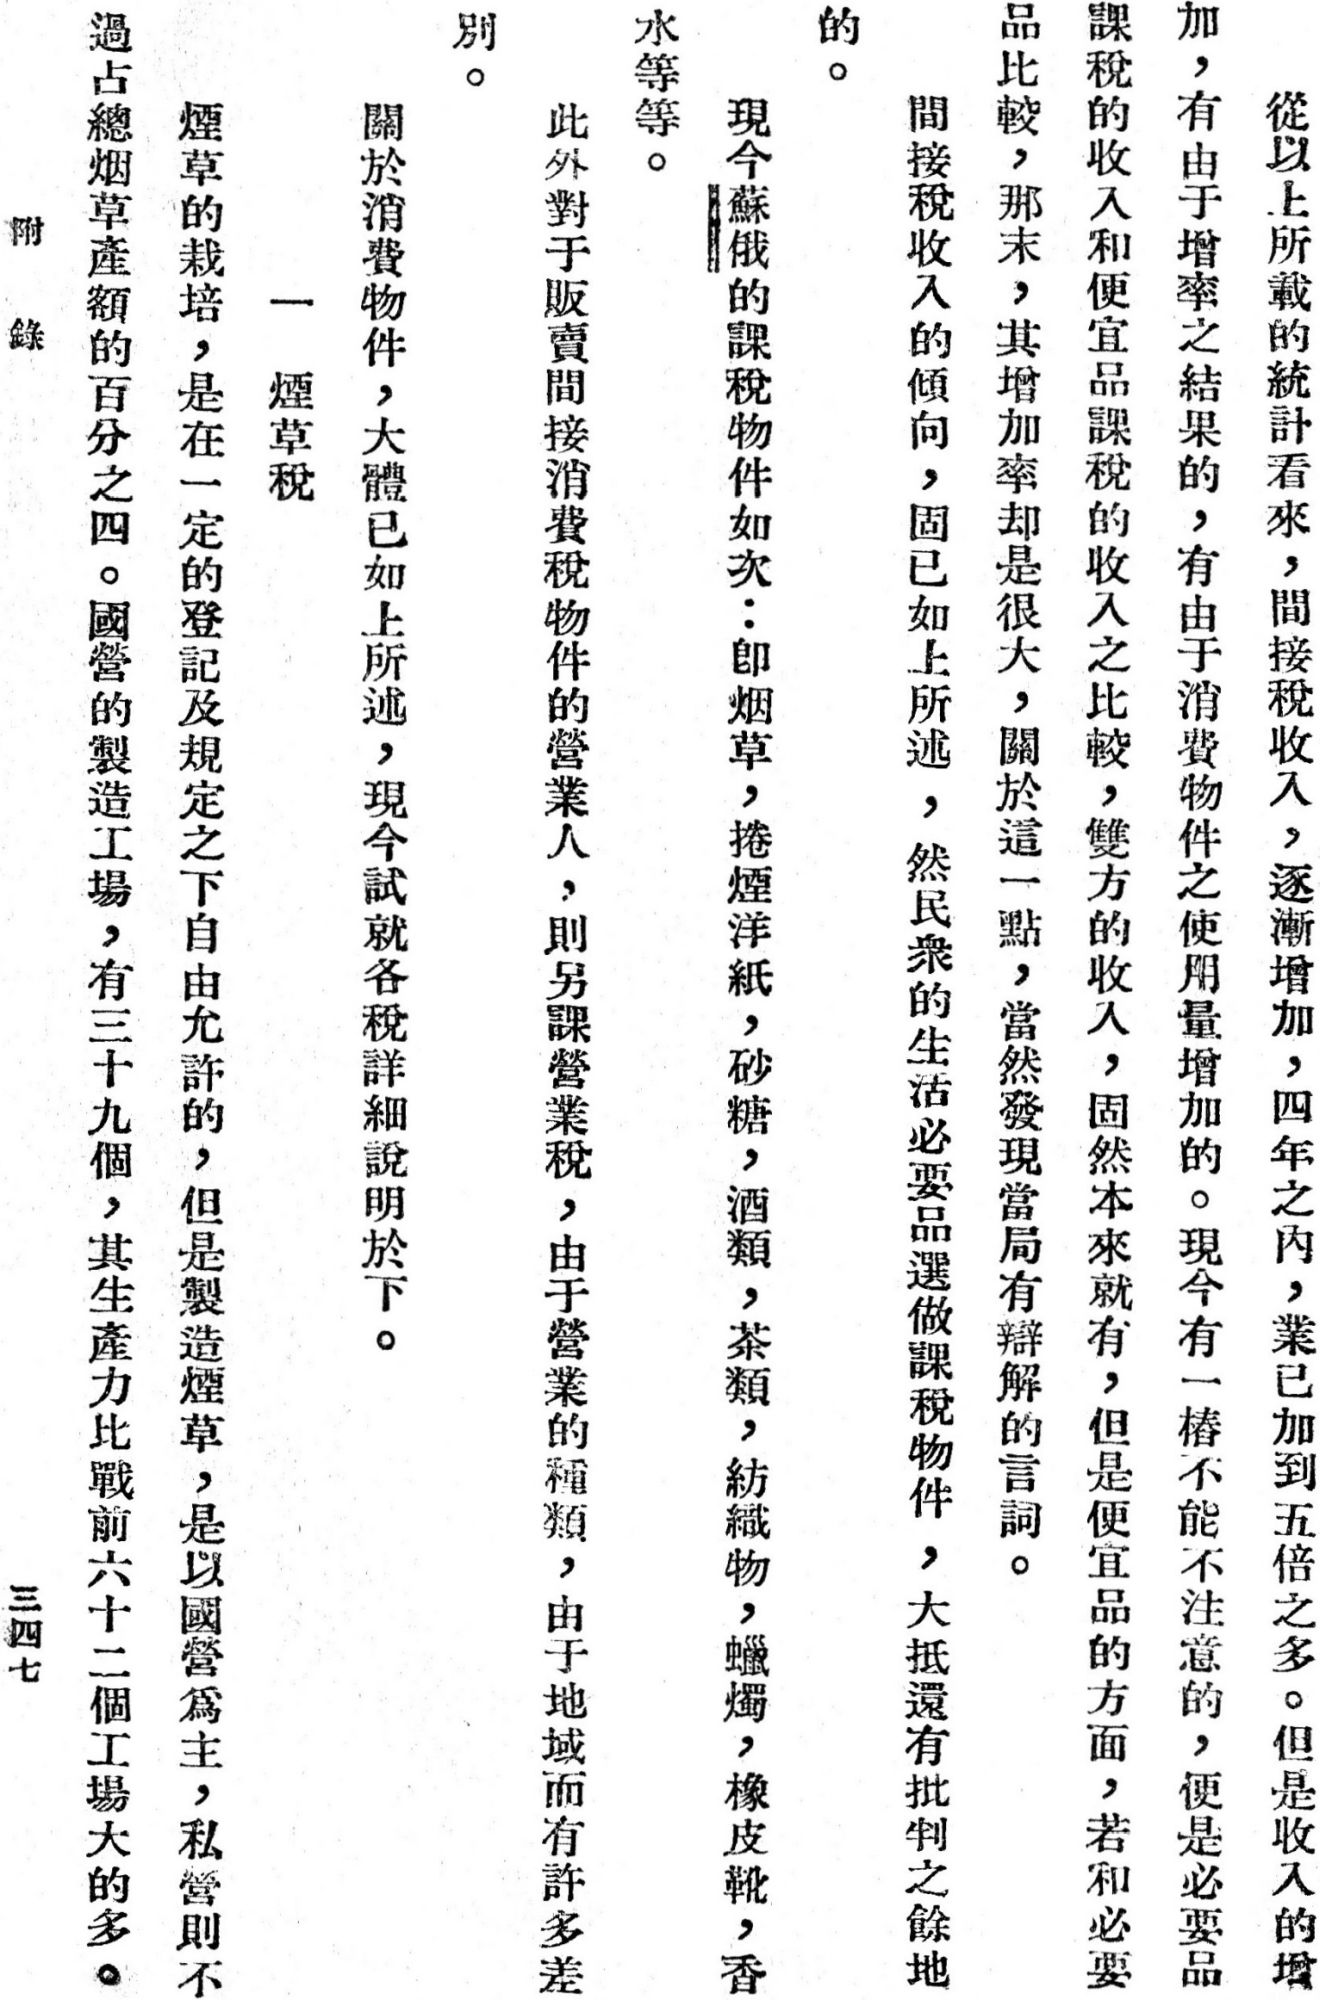 從以上所載的統計看來，間接稅收入，逐漸增加，四年之內，業已加到五倍之多。但是收入的增
加，有由于增率之結果的，有由于消費物件之使用量增加的。現今有一樁不能不注意的，便是必要品
課稅的收入和便宜品課稅的收入之比較，雙方的收入，固然本來就有，但是便宜品的方面，若和必要
品比較，那末，其增加率却是很大，關於這一點，當然發現當局有辯解的言詞。
間接稅收入的傾向，固已如上所述，然民衆的生活必要品選做課稅物件，大抵還有批判之餘地
的。
現今蘇俄的課稅物件如次：卽烟草，捲煙洋紙，砂糖，酒類，茶類，紡織物，蠟燭，橡皮靴，香
水等等。
此外對于販賣間接消費稅物件的營業人，則另課營業稅，由于營業的種類，由于地域而有許多差
別。
關於消費物件，大體已如上所述，現今試就各稅詳細說明於下。
一　煙草稅
煙草的栽培，是在一定的登記及規定之下自由允許的，但是製造煙草，是以國營爲主，私營則不
過占總烟草產額的百分之四。國營的製造工場，有三十九個，其生產力比戰前六十二個工場大的多。
附錄
三四七